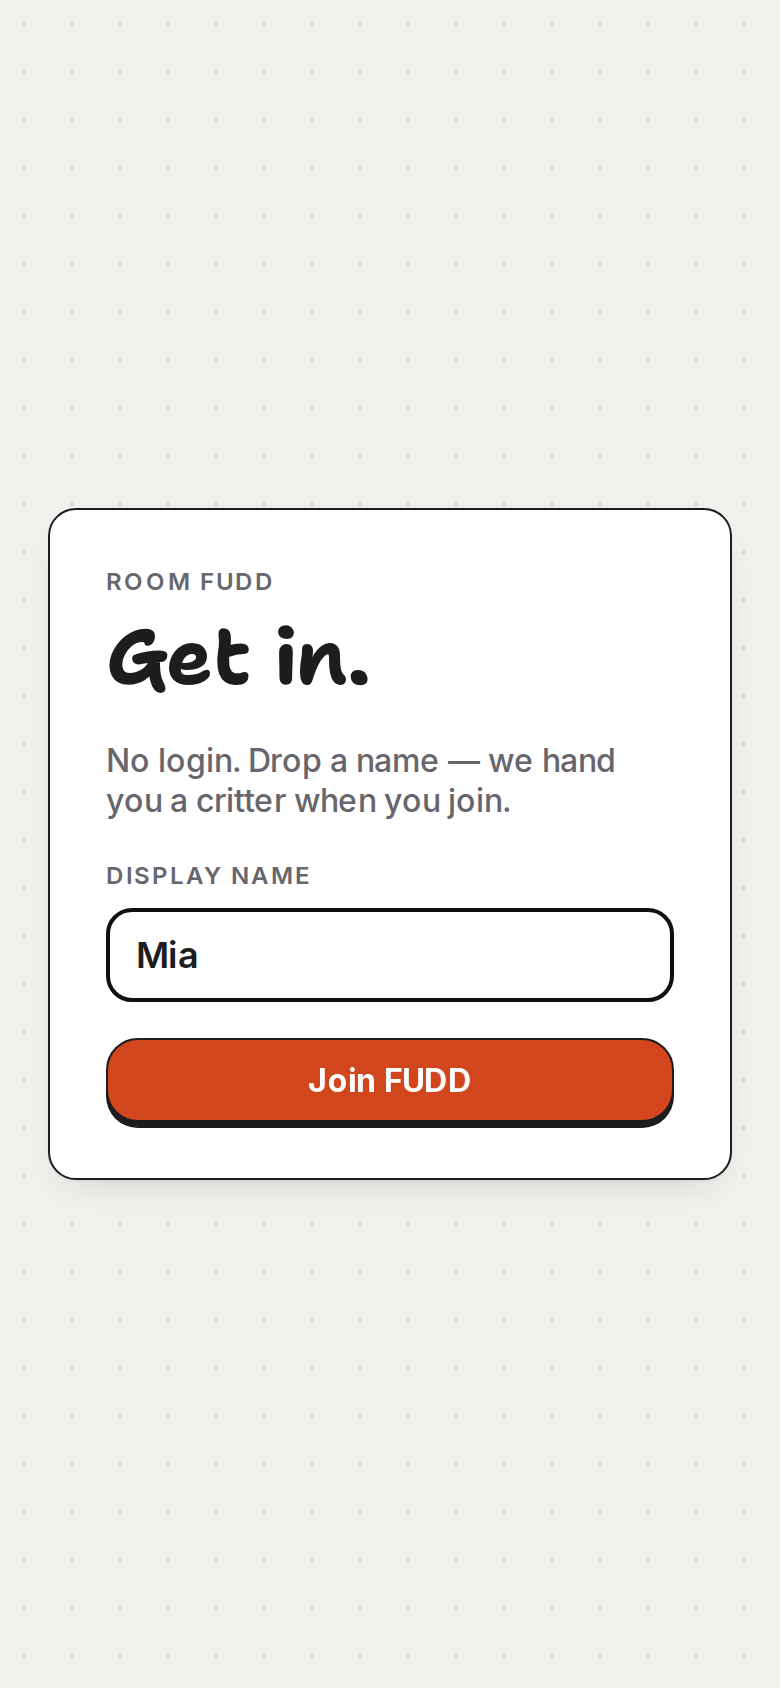 ROOM FUDD
Get in.
No login. Drop a name — we hand
you a critter when you join.
DISPLAY NAME
Mia
Join FUDD